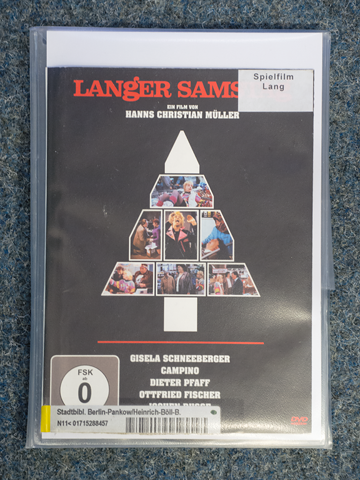 LANGER SAMS
Spielfilm
Lang
EIN FILM VON
HANNS CHRISTIAN MÜLLER
GISELA SCHNEEBERGER
CAMPINO
DIETER PFAFF
OTTFRIED FISCHER
FSK
ab
0
Stadtbibl. Berlin-Pankow/Heinrich-Böll-B.
N11< 01715288457
DVD